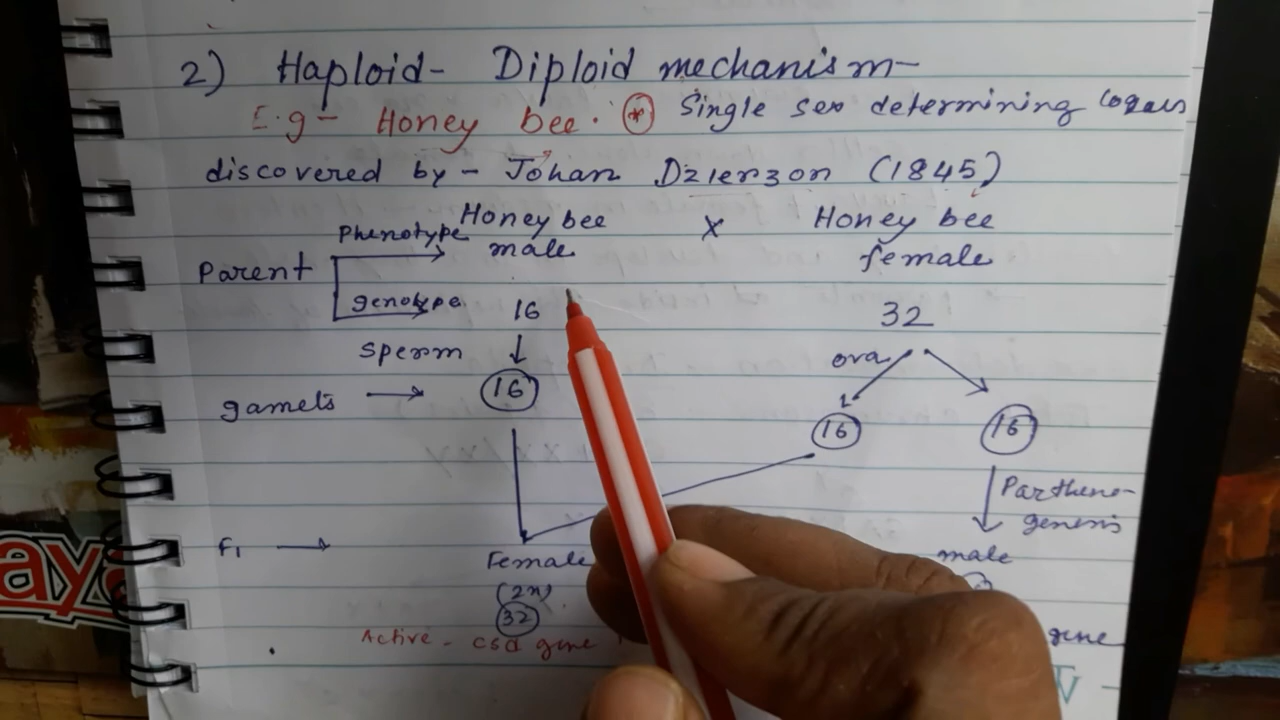 2) Haploid- Diploid mechanism-
E.g- Honey bee. * Single sex determining
discovered by - Johan Dzierzon (1845)
Phenotype Honey bee male x Honey bee female
Parent
genotype 16 32
sperm ova
gamets 16 16 16
Partheno-
genesis
F1 Female male
(2n)
32
Active - csd gene gene
aya